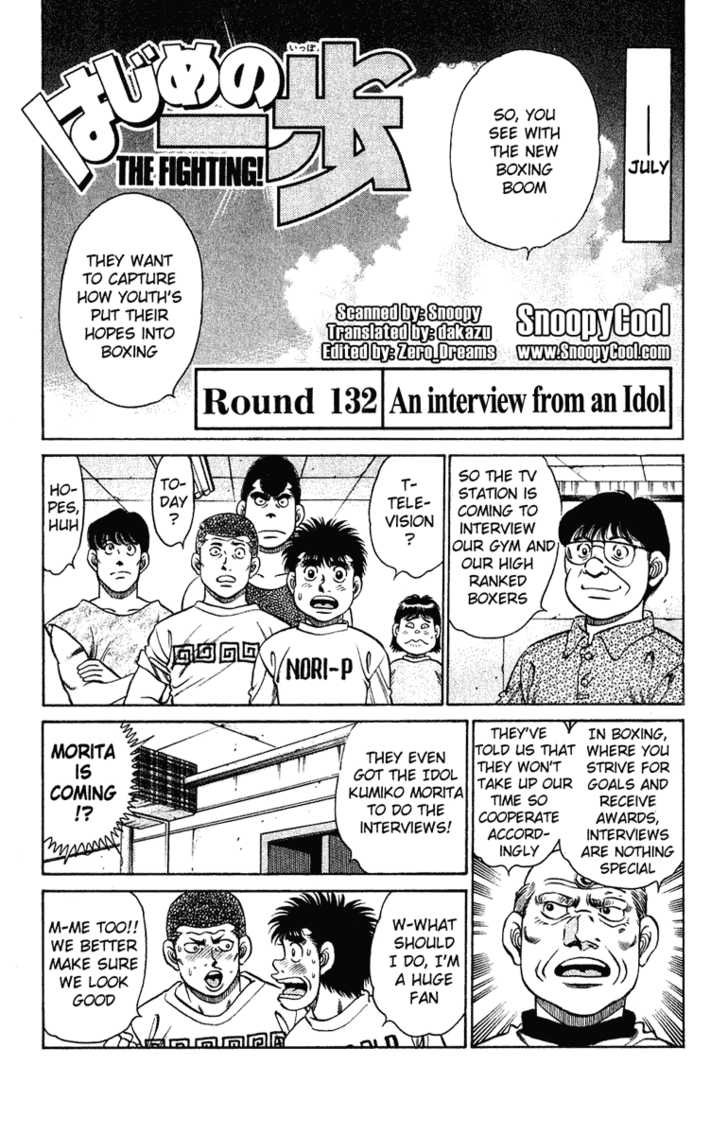 いっぽ
はじめの一歩
THE FIGHTING!
JULY
SO, YOU
SEE WITH
THE NEW
BOXING
BOOM
THEY WANT
TO CAPTURE
HOW YOUTH'S
PUT THEIR
HOPES INTO
BOXING
Scanned by: Snoopy
Translated by: dakazu
Edited by: Zero_Dreams
SnoopyCool
www.SnoopyCool.com
Round 132
An interview from an Idol
SO THE TV
STATION IS
COMING TO
INTERVIEW
OUR GYM AND
OUR HIGH
RANKED
BOXERS
T-
TELE-
VISION
?
TO-
DAY
?
HO-
PES,
HUH
NORI-P
IN BOXING,
WHERE YOU
STRIVE FOR
GOALS AND
RECEIVE
AWARDS,
INTERVIEWS
ARE NOTHING
SPECIAL
THEY'VE
TOLD US THAT
THEY WON'T
TAKE UP OUR
TIME SO
COOPERATE
ACCORD-
INGLY
THEY EVEN
GOT THE IDOL
KUMIKO MORITA
TO DO THE
INTERVIEWS!
MORITA
IS
COMING
!?
W-WHAT
SHOULD
I DO, I'M
A HUGE
FAN
M-ME TOO!!
WE BETTER
MAKE SURE
WE LOOK
GOOD